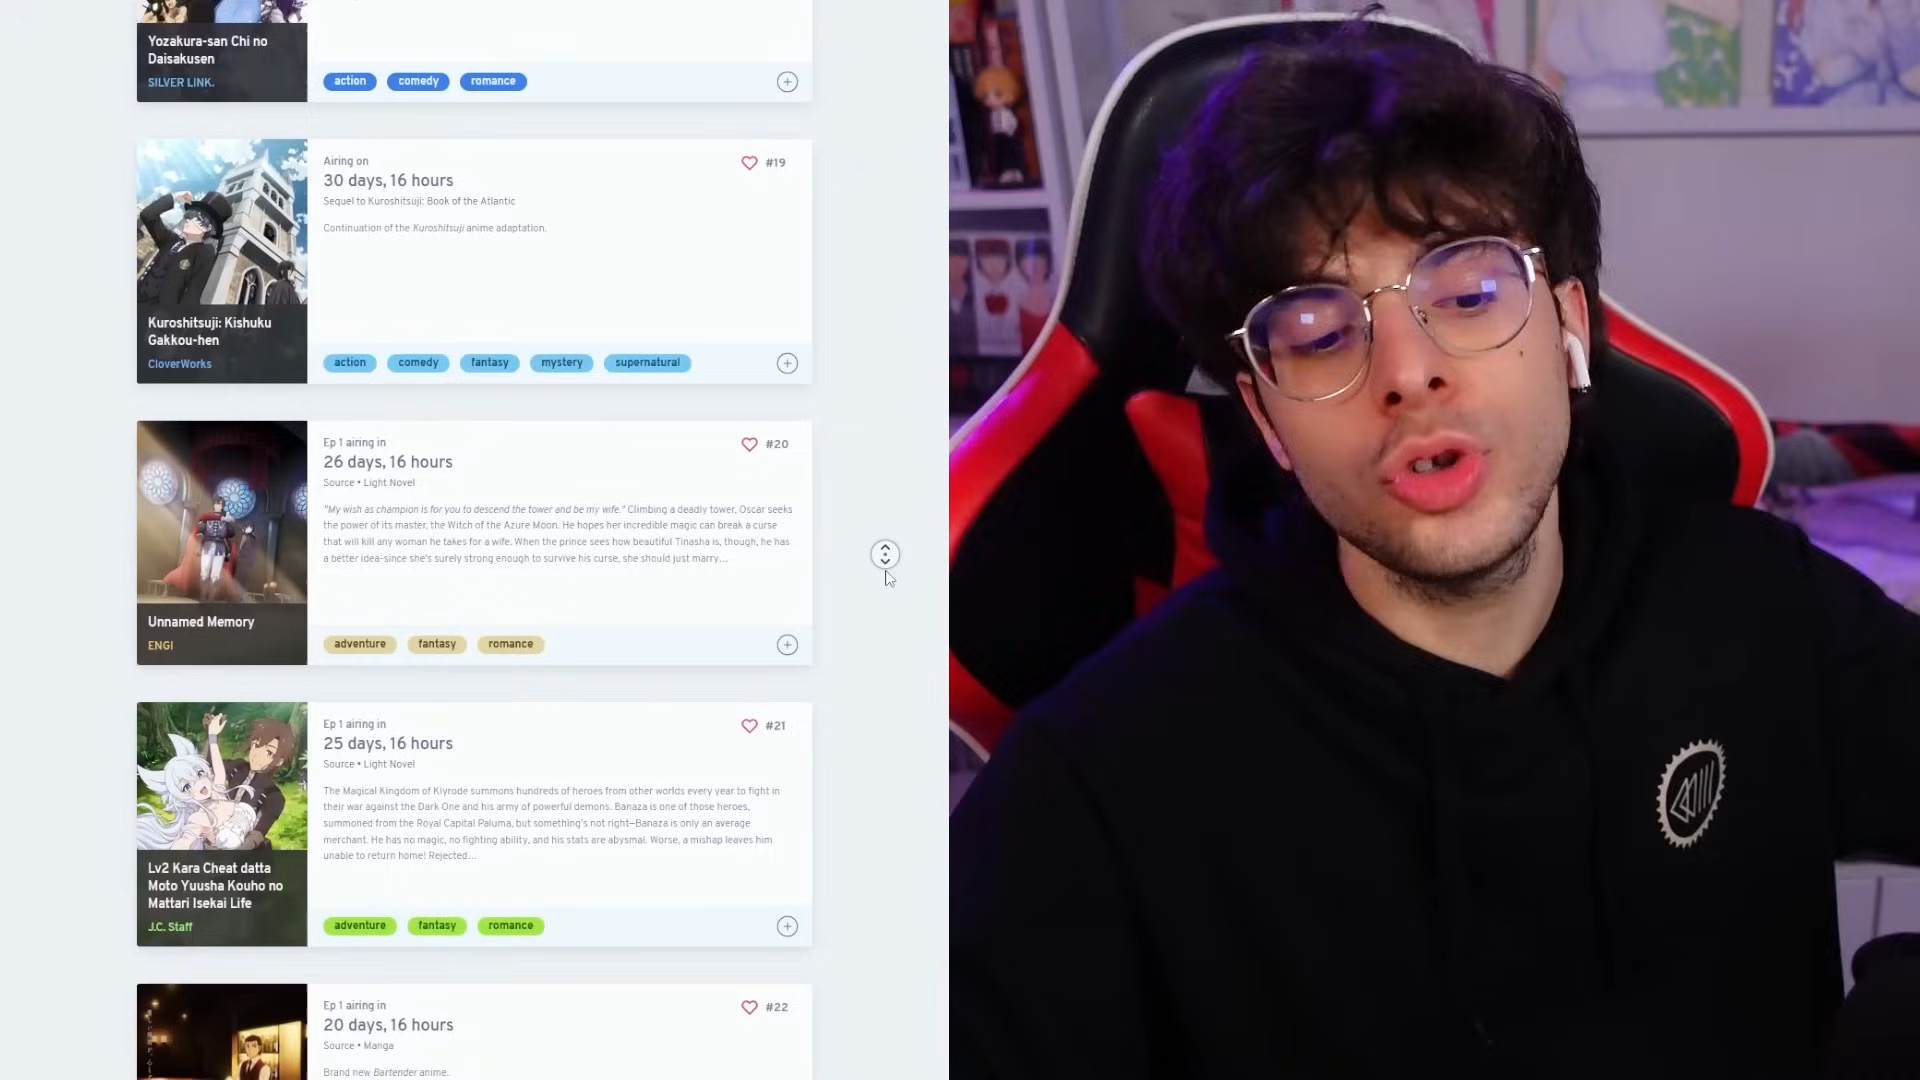 Yozakura-san Chi no
Daisakusen
SILVER LINK.
action
comedy
romance
Airing on
30 days, 16 hours
Sequel to Kuroshitsuji: Book of the Atlantic
Continuation of the Kuroshitsuji anime adaptation.
#19
Kuroshitsuji: Kishuku
Gakkou-hen
CloverWorks
action
comedy
fantasy
mystery
supernatural
Ep 1 airing in
26 days, 16 hours
Source • Light Novel
#20
"My wish as champion is for you to descend the tower and be my wife." Climbing a deadly tower, Oscar seeks
the power of its master, the Witch of the Azure Moon. He hopes her incredible magic can break a curse
that will kill any woman he takes for a wife. When the prince sees how beautiful Tinasha is, though, he has
a better idea-since she's surely strong enough to survive his curse, she should just marry...
Unnamed Memory
ENGI
adventure
fantasy
romance
Ep 1 airing in
25 days, 16 hours
Source • Light Novel
#21
The Magical Kingdom of Klyrode summons hundreds of heroes from other worlds every year to fight in
their war against the Dark One and his army of powerful demons. Banaza is one of those heroes,
summoned from the Royal Capital Paluma, but something's not right—Banaza is only an average
merchant. He has no magic, no fighting ability, and his stats are abysmal. Worse, a mishap leaves him
unable to return home! Rejected...
Lv2 Kara Cheat datta
Moto Yuusha Kouho no
Mattari Isekai Life
J.C. Staff
adventure
fantasy
romance
Ep 1 airing in
20 days, 16 hours
Source • Manga
#22
Brand new Bartender anime.